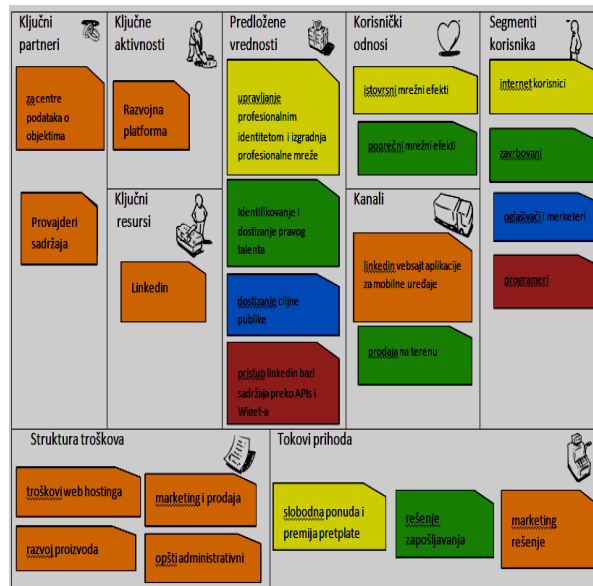 Ključni
partneri
za centre
podataka o
objektima
Provajderi
sadržaja
Ključne
aktivnosti
Razvojna
platforma
Ključni
resursi
Linkedin
Predložene
vrednosti
upravljanje
profesionalnim
identitetom i izgradnja
profesionalne mreže
Identifikovanje i
dostizanje pravog
talenta
dostizanje ciljne
publike
pristup linkedin bazi
sadržaja preko APIs i
Wiget-a
Korisnički
odnosi
istovrsni mrežni efekti
poprečni mrežni efekti
Kanali
linkedin vebsajt aplikacije
za mobilne uređaje
prodaja na terenu
Segmenti
korisnika
internet korisnici
zavrbovani
oglašivači i merketeri
programeri
Struktura troškova
troškovi web hostinga
marketing i prodaja
razvoj proizvoda
opšti administrativni
Tokovi prihoda
slobodna ponuda i
premija pretplate
rešenje
zapošljavanja
marketing
rešenje